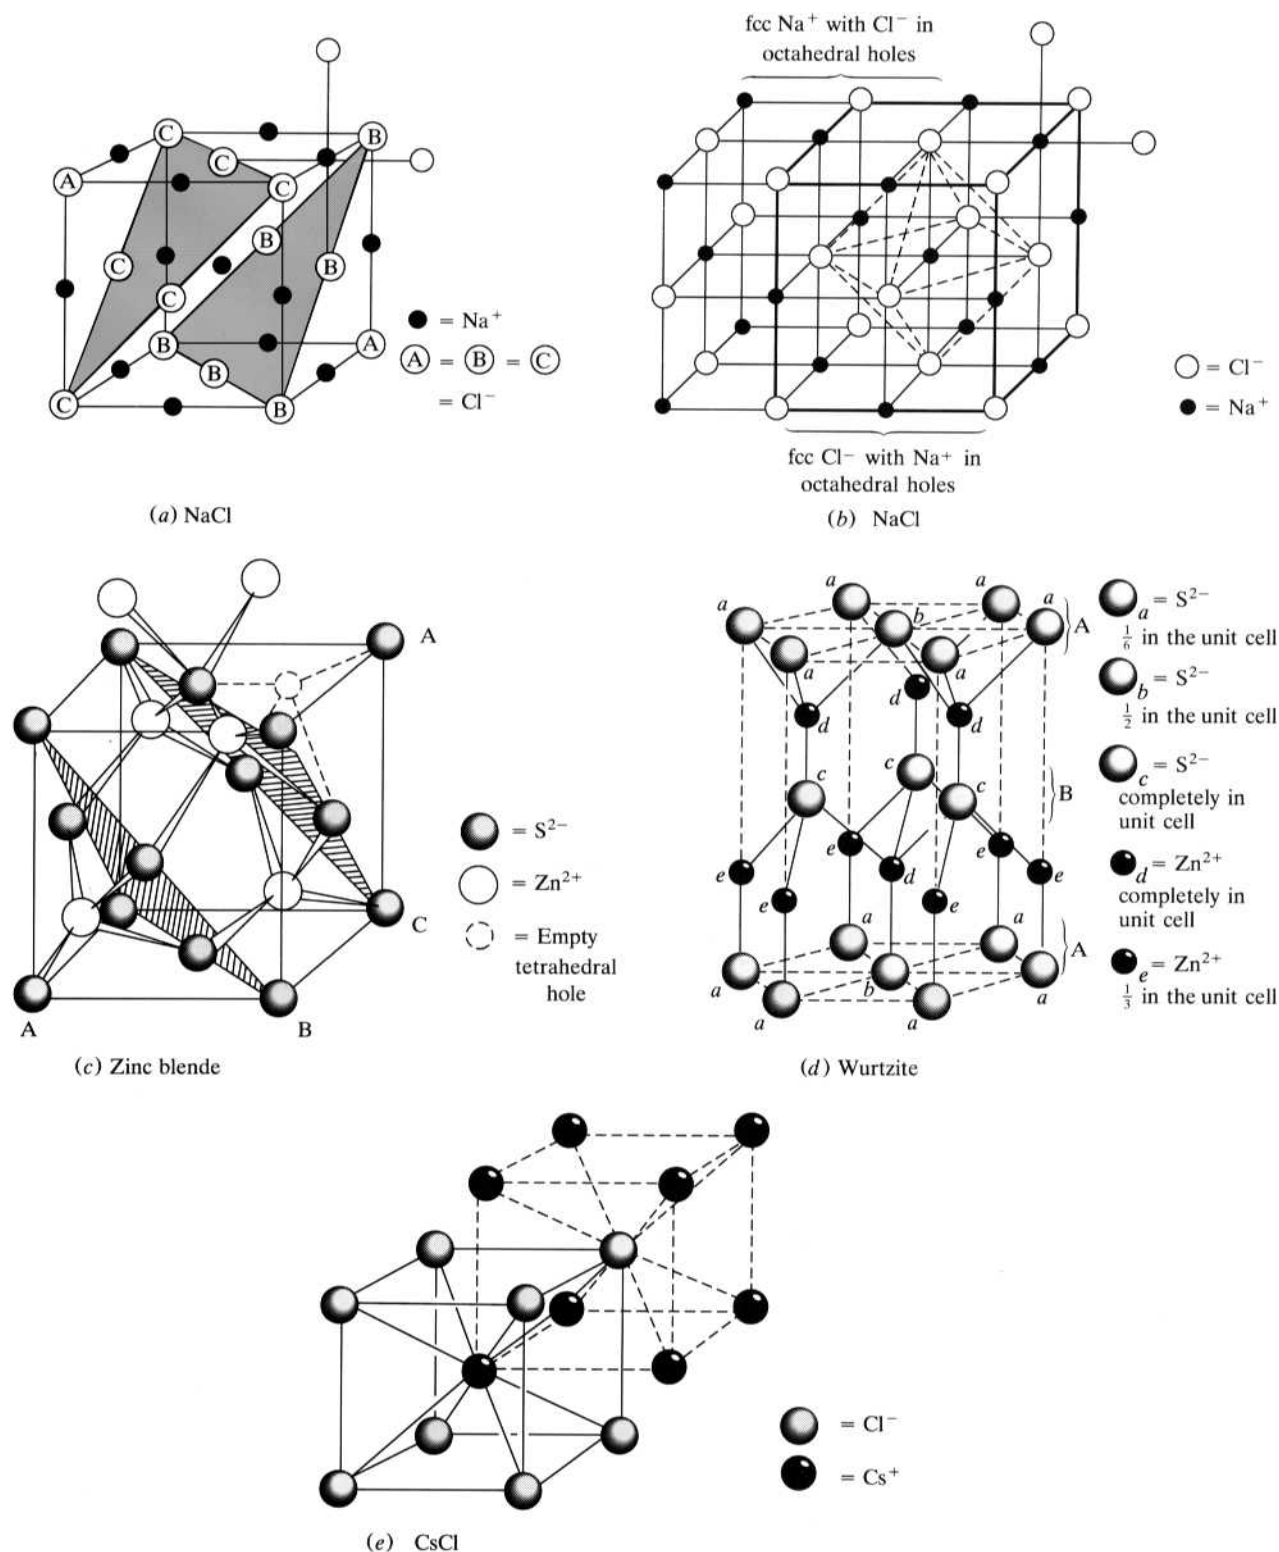 fcc Na⁺ with Cl⁻ in
octahedral holes
C
B
C
A
C
B
C
B
C
B
A
B
C
B
● = Na⁺
Ⓐ = Ⓑ = Ⓒ
= Cl⁻
(a) NaCl
○ = Cl⁻
● = Na⁺
fcc Cl⁻ with Na⁺ in
octahedral holes
(b) NaCl
A
C
A
B
= S²⁻
= Zn²⁺
= Empty
tetrahedral
hole
(c) Zinc blende
a
a
a
a
b
A
a
a
d
d
d
c
c
c
B
e
e
e
d
e
e
e
a
a
A
a
b
a
a
a
a = S²⁻
1/6 in the unit cell
b = S²⁻
1/2 in the unit cell
c = S²⁻
completely in
unit cell
d = Zn²⁺
completely in
unit cell
e = Zn²⁺
1/3 in the unit cell
(d) Wurtzite
= Cl⁻
= Cs⁺
(e) CsCl